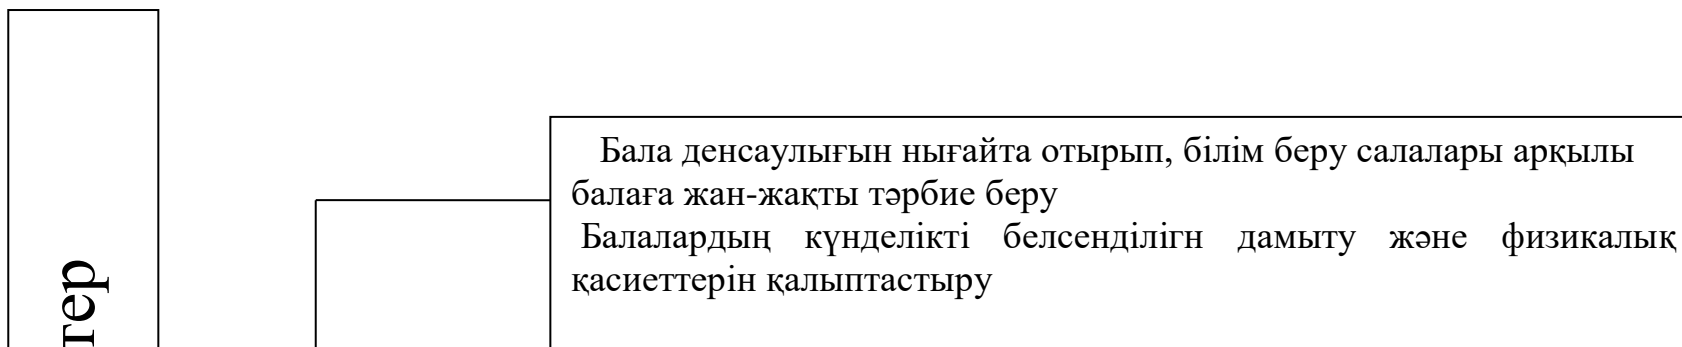 Бала денсаулығын нығайта отырып, білім беру салалары арқылы
балаға жан-жақты тәрбие беру
Балалардың күнделікті белсенділігн дамыту және физикалық
қасиеттерін қалыптастыру